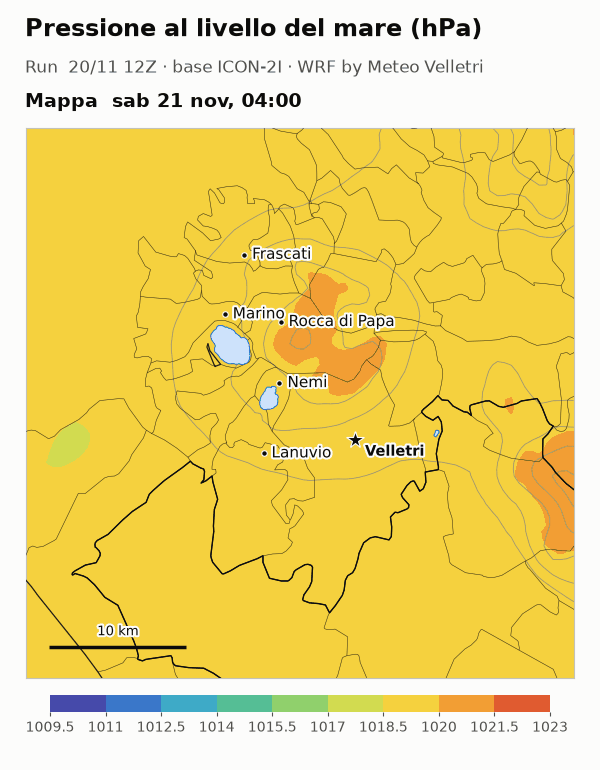 Pressione al livello del mare (hPa)
Run  20/11 12Z · base ICON-2I · WRF by Meteo Velletri
Mappa  sab 21 nov, 04:00
Frascati
Marino
Rocca di Papa
Nemi
Velletri
Lanuvio
10 km
1009.5 1011 1012.5 1014 1015.5 1017 1018.5 1020 1021.5 1023